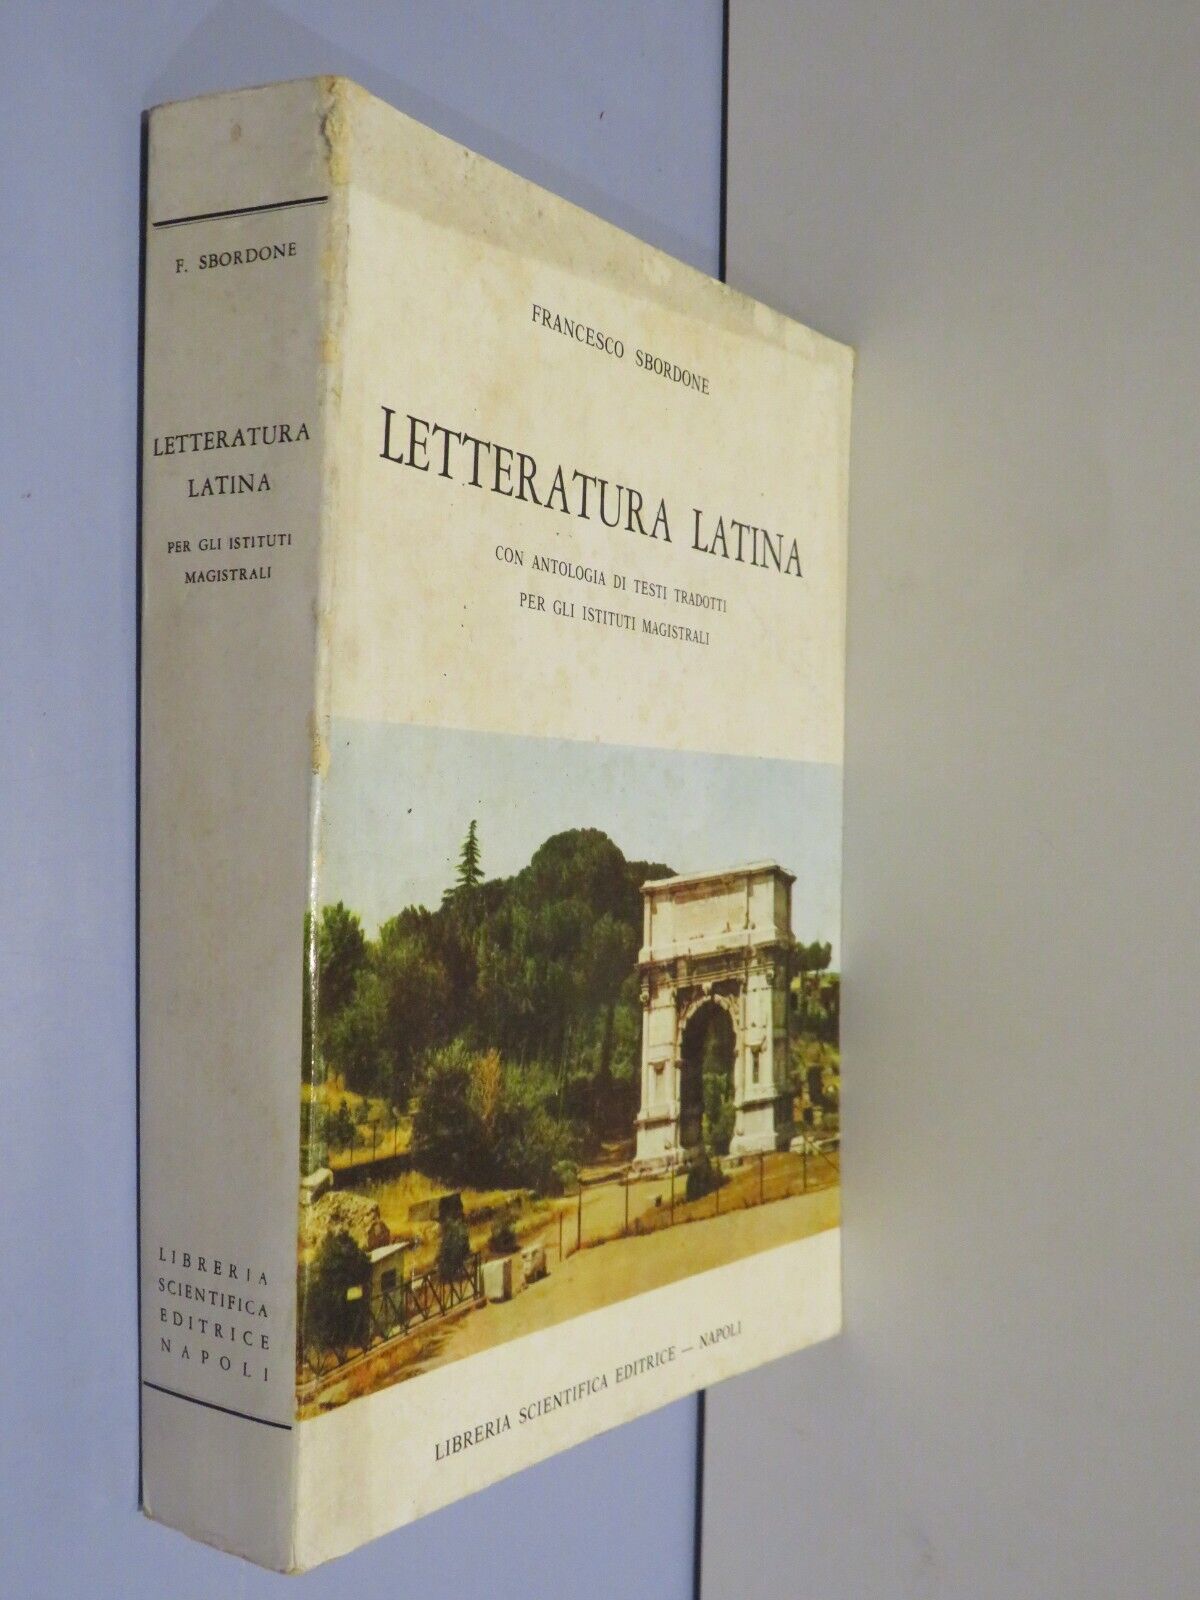 F. SBORDONE
LETTERATURA
LATINA
PER GLI ISTITUTI
MAGISTRALI
LIBRERIA
SCIENTIFICA
EDITRICE
NAPOLI
FRANCESCO SBORDONE
LETTERATURA LATINA
CON ANTOLOGIA DI TESTI TRADOTTI
PER GLI ISTITUTI MAGISTRALI
LIBRERIA SCIENTIFICA EDITRICE — NAPOLI